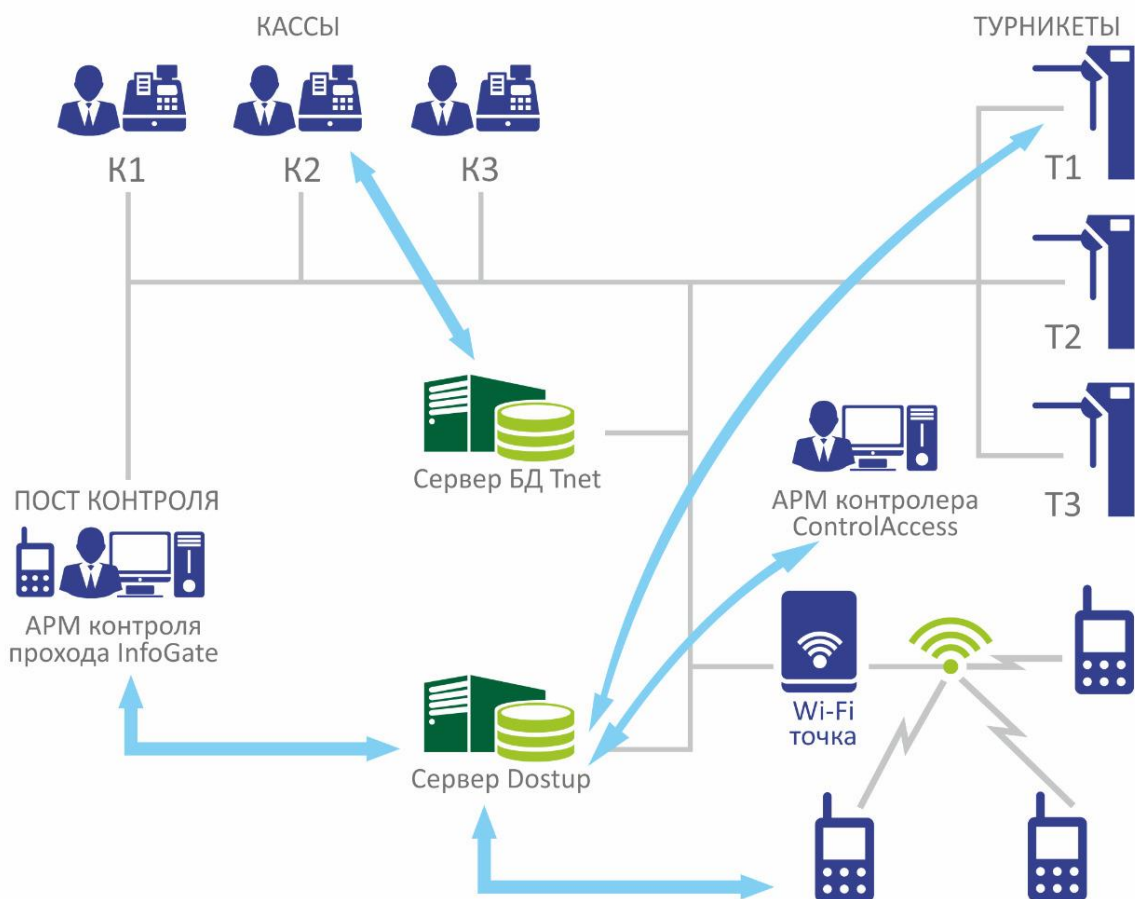 КАССЫ
ТУРНИКЕТЫ
К1
К2
К3
Т1
Т2
Т3
Сервер БД Tnet
АРМ контролера
ControlAccess
ПОСТ КОНТРОЛЯ
АРМ контроля
прохода InfoGate
Wi-Fi
точка
Сервер Dostup